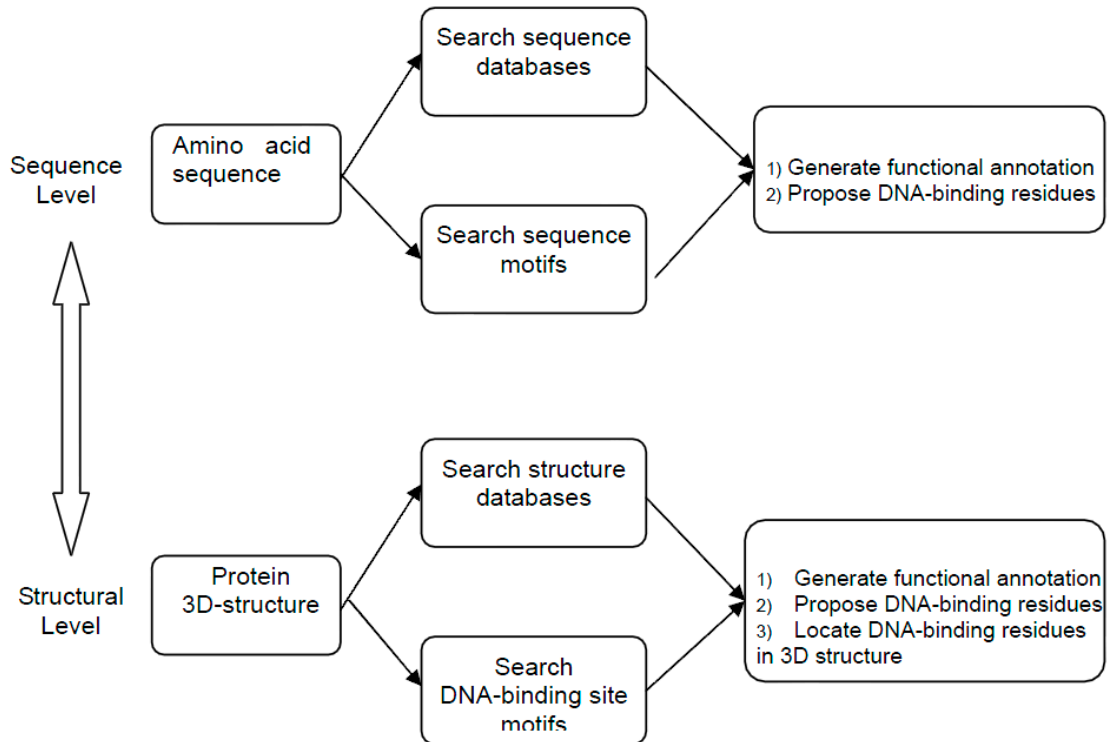 Search sequence
databases
Amino acid
sequence
Sequence
Level
1) Generate functional annotation
2) Propose DNA-binding residues
Search sequence
motifs
Search structure
databases
Protein
3D-structure
Structural
Level
1) Generate functional annotation
2) Propose DNA-binding residues
3) Locate DNA-binding residues
in 3D structure
Search
DNA-binding site
motifs